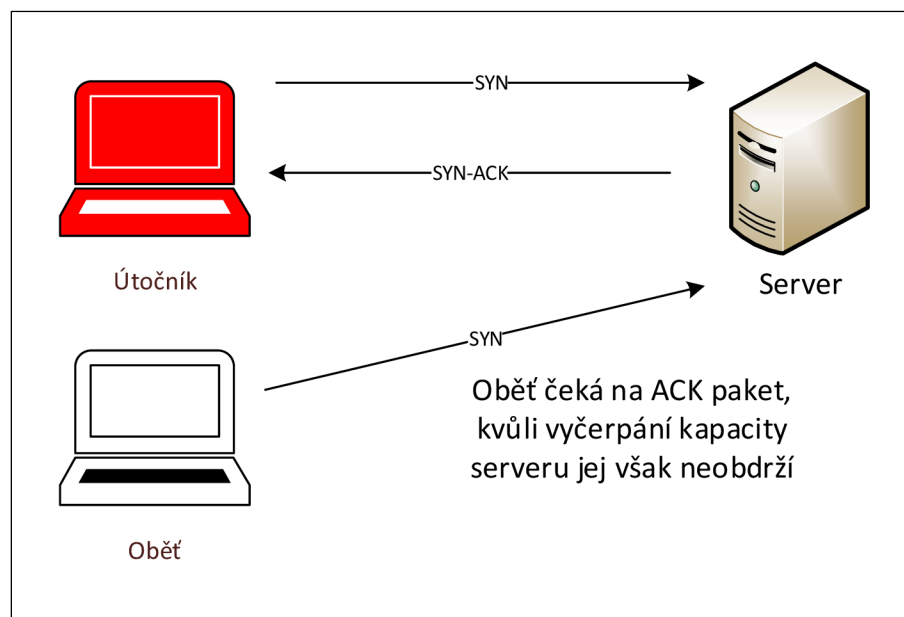 SYN
SYN-ACK
Útočník
Server
SYN
Oběť čeká na ACK paket,
kvůli vyčerpání kapacity
serveru jej však neobdrží
Oběť